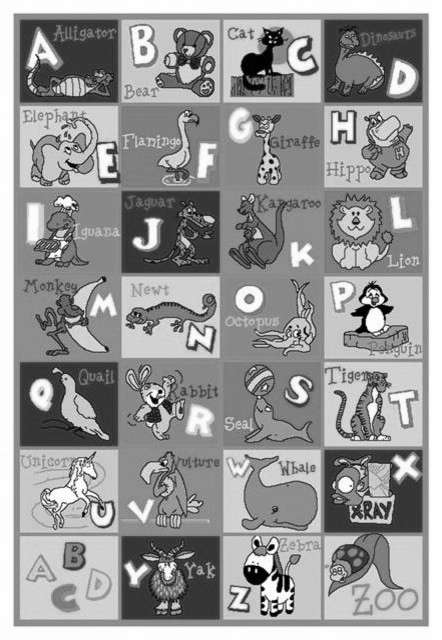 A Alligator
B Bear
Cat C
Dinosaurs D
Elephant E
Flamingo F
G Giraffe
H Hippo
I Iguana
Jaguar J
Kangaroo K
L Lion
Monkey M
Newt N
O Octopus
P Penguin
Q Quail
Rabbit R
S Seal
Tiger T
Unicorn U
Vulture V
W Whale
X XRAY
Y Yak
Zebra Z
A B C D
ZOO